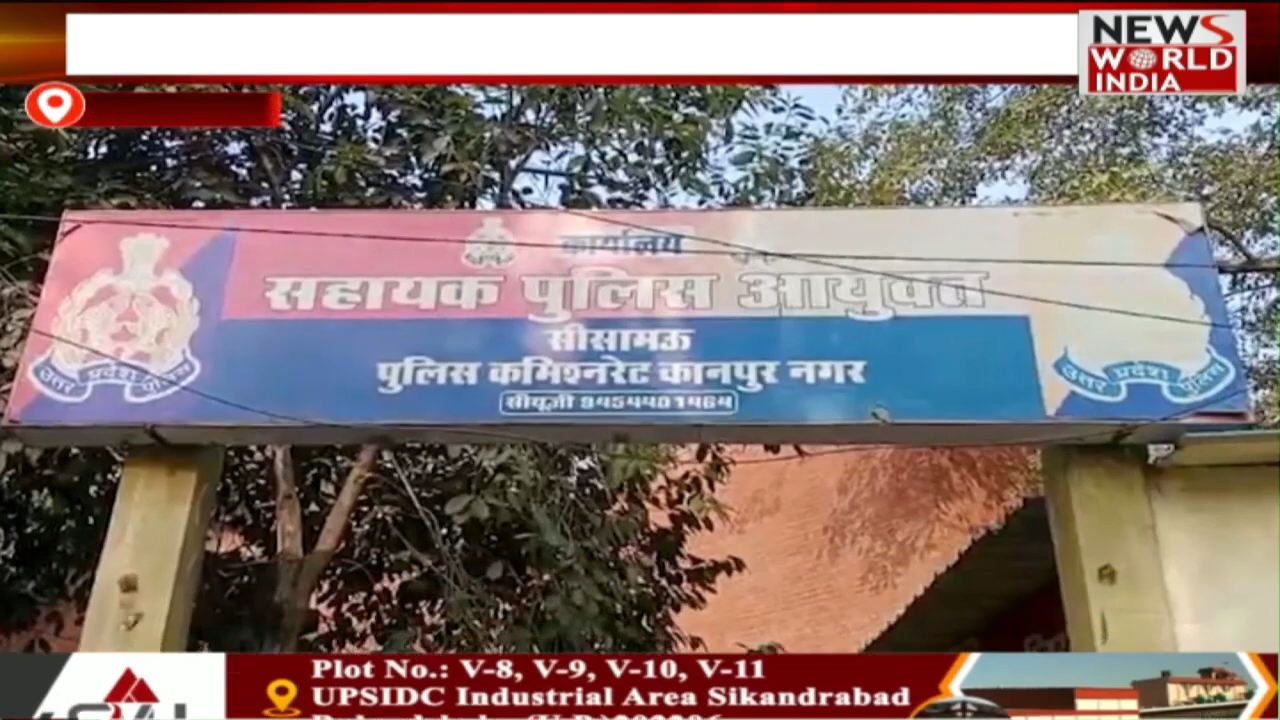 NEWS
WORLD
INDIA
कार्यालय
सहायक पुलिस आयुक्त
सीसामऊ
पुलिस कमिश्नरेट कानपुर नगर
सीयूजी 9454401464
उत्तर प्रदेश पुलिस
उत्तर प्रदेश पुलिस
Plot No.: V-8, V-9, V-10, V-11
UPSIDC Industrial Area Sikandrabad